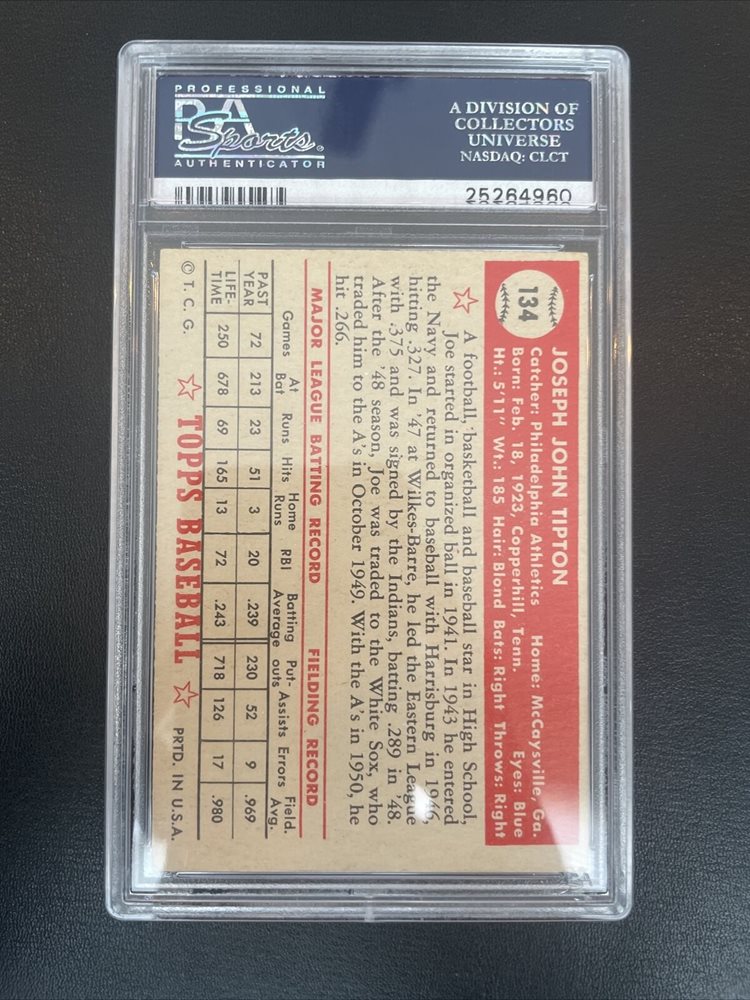 PROFESSIONAL
PSA
Sports
AUTHENTICATOR
A DIVISION OF
COLLECTORS
UNIVERSE
NASDAQ: CLCT
25264960
134
JOSEPH JOHN TIPTON
Catcher: Philadelphia Athletics Home: McCaysville, Ga.
Born: Feb. 18, 1923, Copperhill, Tenn. Eyes: Blue
Ht.: 5'11" Wt.: 185 Hair: Blond Bats: Right Throws: Right
A football, basketball and baseball star in High School,
Joe started in organized ball in 1941. In 1943 he entered
the Navy and returned to baseball with Harrisburg in 1946,
hitting .327. In '47 at Wilkes-Barre, he led the Eastern League
with .375 and was signed by the Indians, batting .289 in '48.
After the '48 season, Joe was traded to the White Sox, who
traded him to the A's in October 1949. With the A's in 1950, he
hit .266.
MAJOR LEAGUE BATTING RECORD FIELDING RECORD
Games At Bat Runs Hits Home Runs RBI Batting Average Put-outs Assists Errors Field. Avg.
PAST YEAR 72 213 23 51 3 20 .239 230 52 9 .969
LIFE-TIME 250 678 69 165 13 72 .243 718 126 17 .980
© T. C. G. TOPPS BASEBALL PRTD. IN U.S.A.